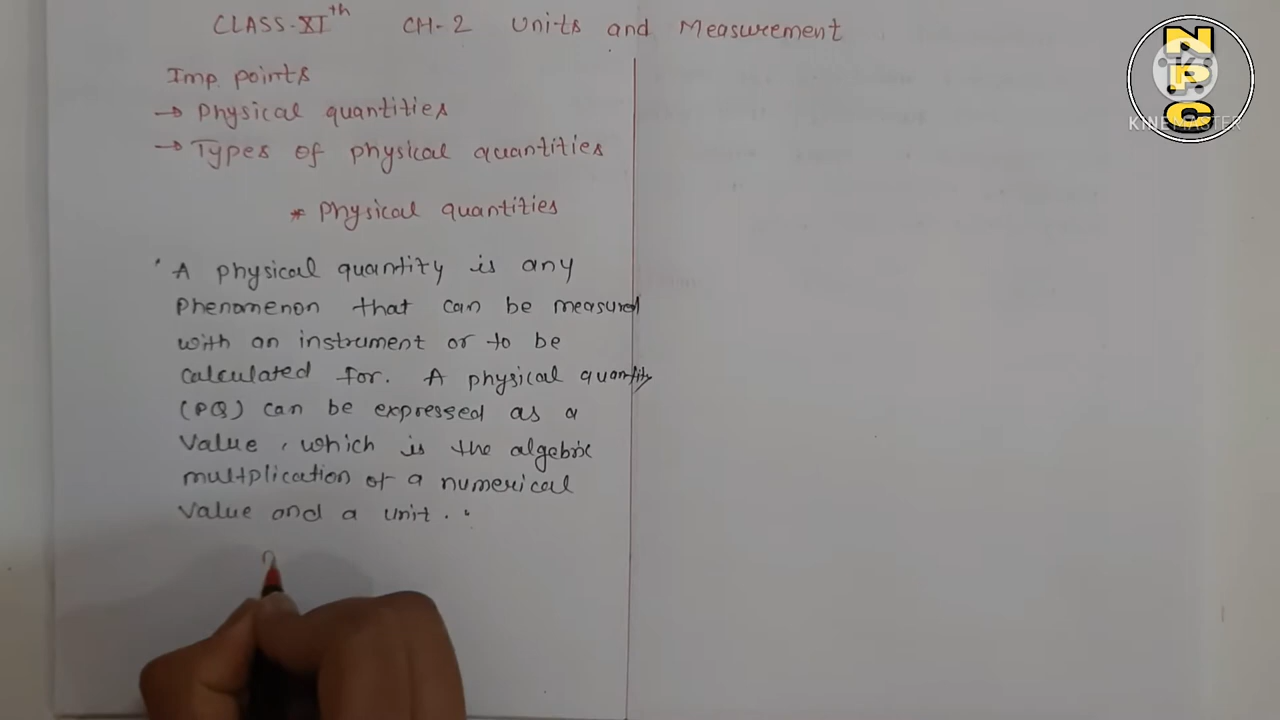 CLASS-XIth CH-2 Units and Measurement
Imp. points
→ Physical quantities
→ Types of physical quantities
* Physical quantities
' A physical quantity is any
phenomenon that can be measured
with an instrument or to be
calculated for. A physical quantity
(PQ) can be expressed as a
value, which is the algebric
multplication of a numerical
value and a unit. "
N
P
C
KINEMASTER